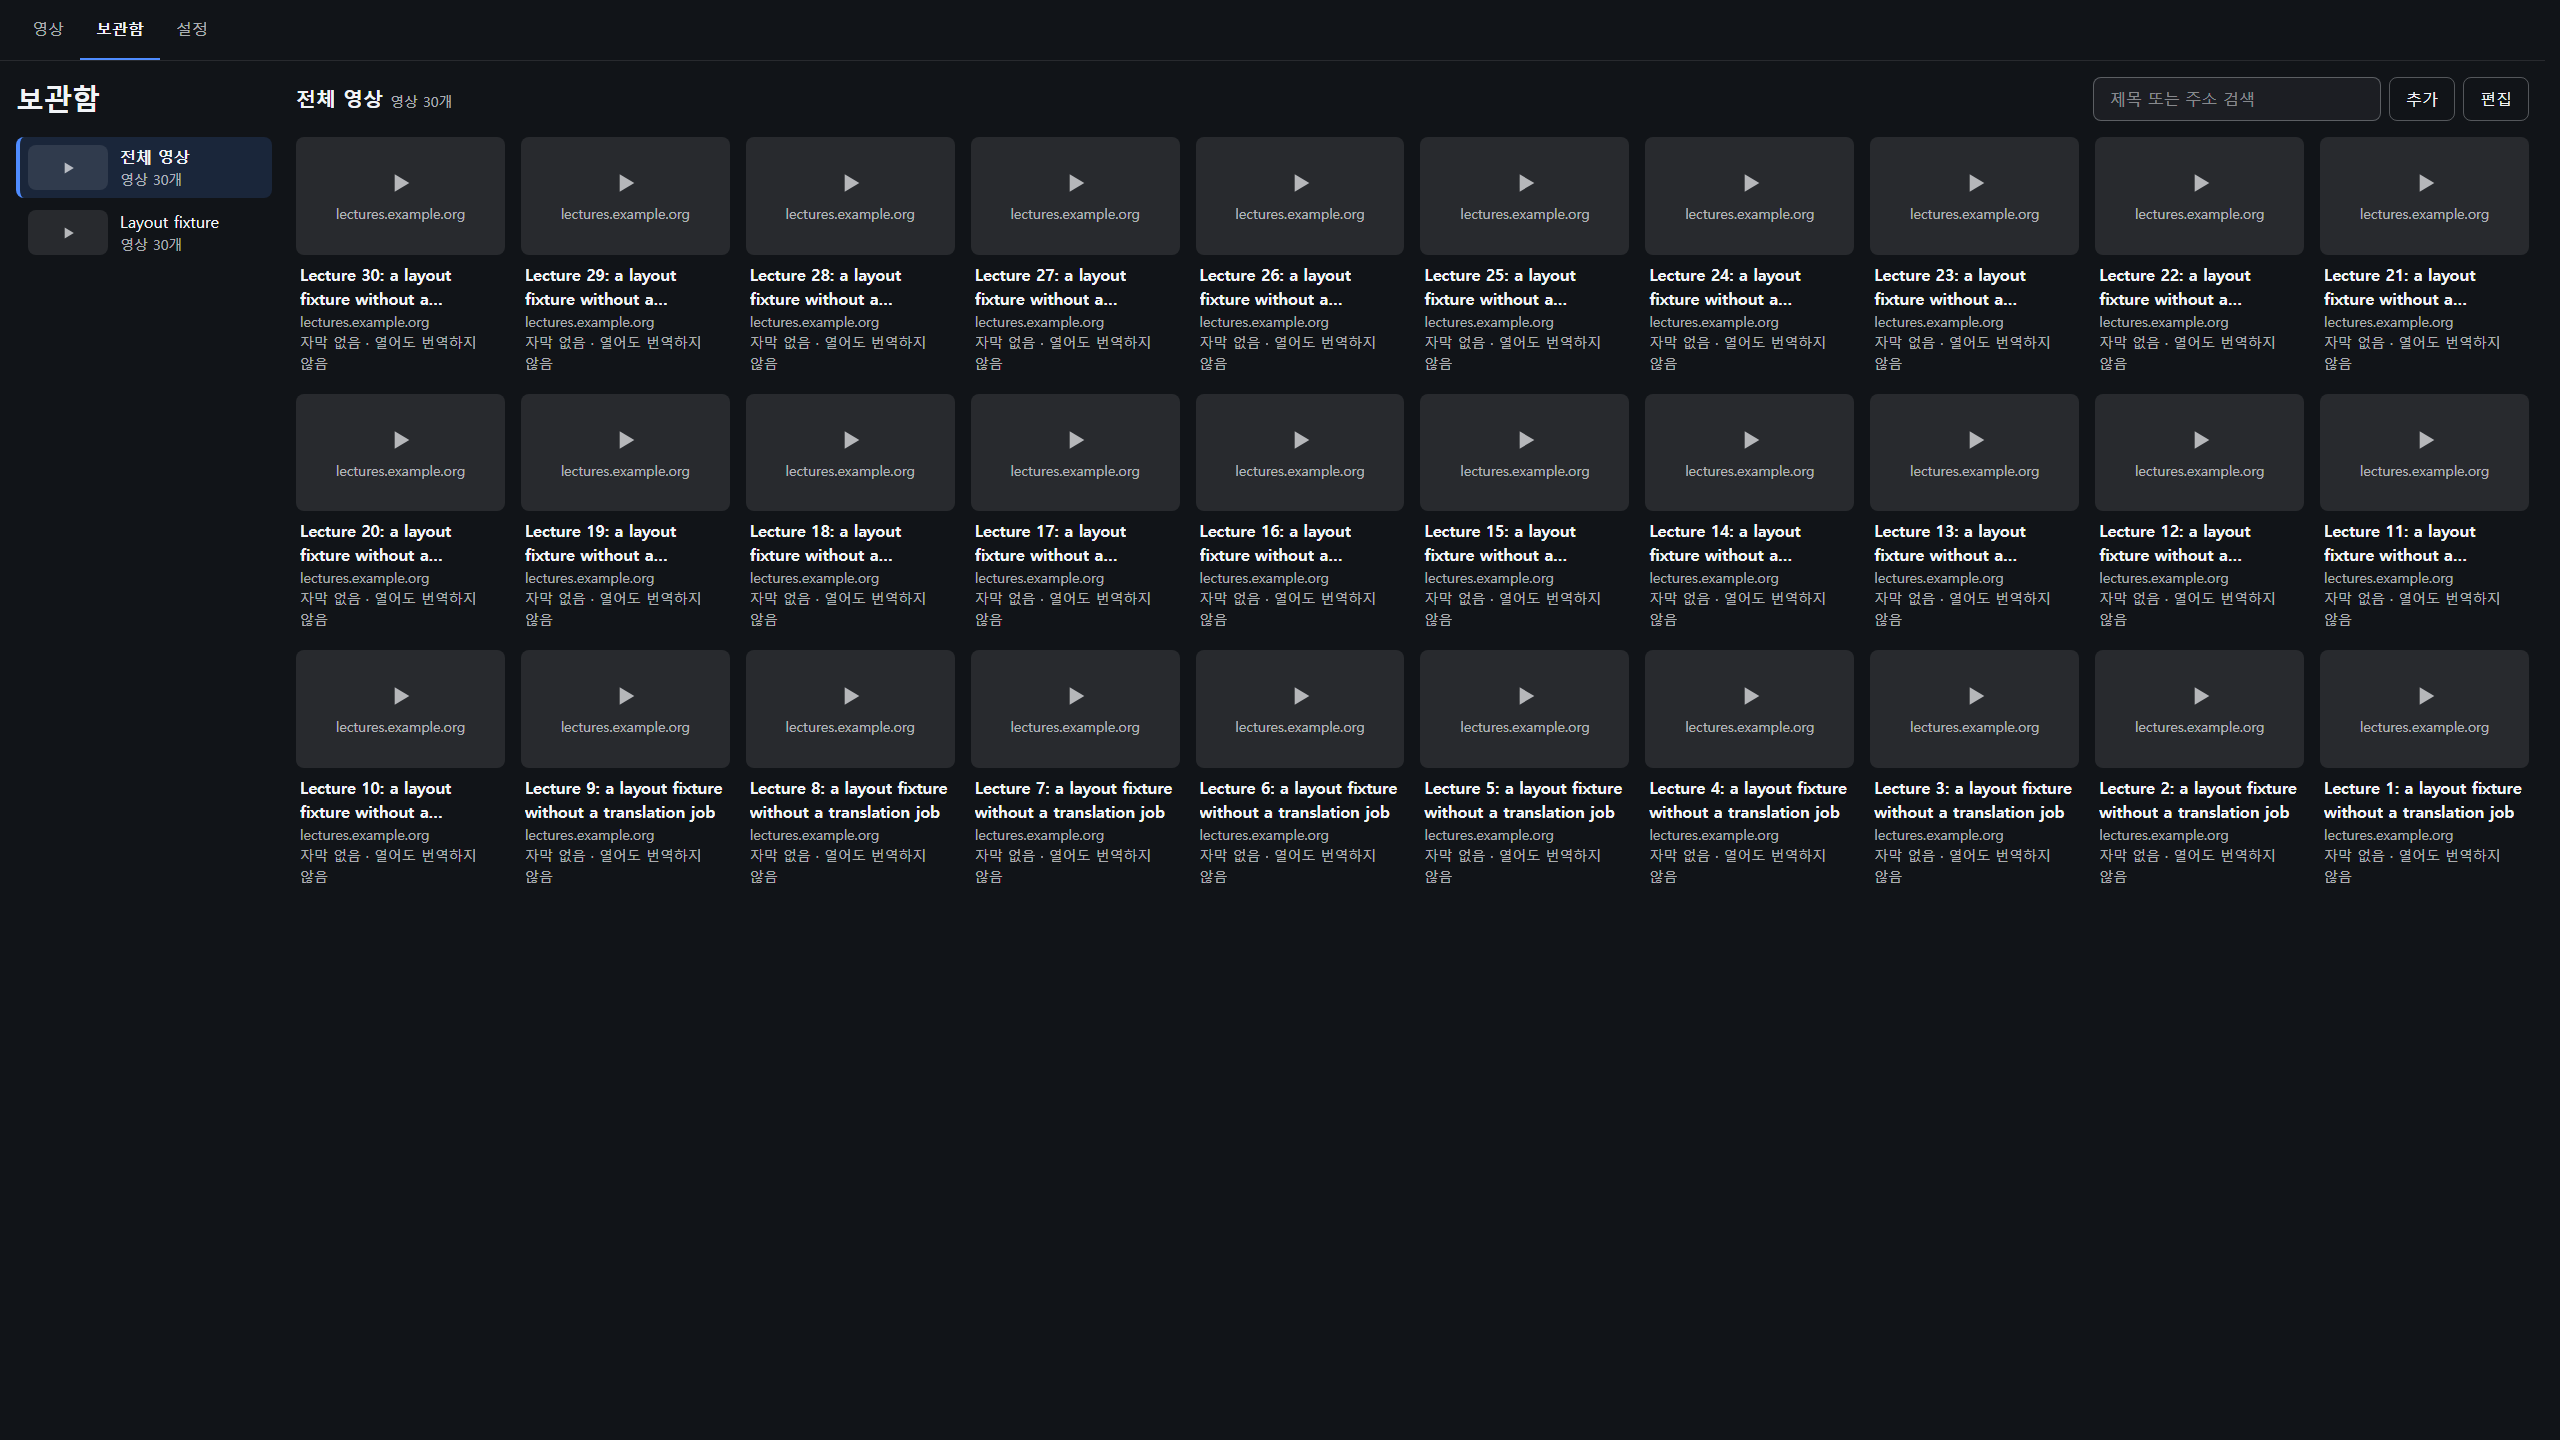 영상
보관함
설정
보관함
전체 영상
영상 30개
Layout fixture
영상 30개
전체 영상 영상 30개
제목 또는 주소 검색
추가
편집
lectures.example.org
Lecture 30: a layout
fixture without a...
lectures.example.org
자막 없음 · 열어도 번역하지
않음
lectures.example.org
Lecture 29: a layout
fixture without a...
lectures.example.org
자막 없음 · 열어도 번역하지
않음
lectures.example.org
Lecture 28: a layout
fixture without a...
lectures.example.org
자막 없음 · 열어도 번역하지
않음
lectures.example.org
Lecture 27: a layout
fixture without a...
lectures.example.org
자막 없음 · 열어도 번역하지
않음
lectures.example.org
Lecture 26: a layout
fixture without a...
lectures.example.org
자막 없음 · 열어도 번역하지
않음
lectures.example.org
Lecture 25: a layout
fixture without a...
lectures.example.org
자막 없음 · 열어도 번역하지
않음
lectures.example.org
Lecture 24: a layout
fixture without a...
lectures.example.org
자막 없음 · 열어도 번역하지
않음
lectures.example.org
Lecture 23: a layout
fixture without a...
lectures.example.org
자막 없음 · 열어도 번역하지
않음
lectures.example.org
Lecture 22: a layout
fixture without a...
lectures.example.org
자막 없음 · 열어도 번역하지
않음
lectures.example.org
Lecture 21: a layout
fixture without a...
lectures.example.org
자막 없음 · 열어도 번역하지
않음
lectures.example.org
Lecture 20: a layout
fixture without a...
lectures.example.org
자막 없음 · 열어도 번역하지
않음
lectures.example.org
Lecture 19: a layout
fixture without a...
lectures.example.org
자막 없음 · 열어도 번역하지
않음
lectures.example.org
Lecture 18: a layout
fixture without a...
lectures.example.org
자막 없음 · 열어도 번역하지
않음
lectures.example.org
Lecture 17: a layout
fixture without a...
lectures.example.org
자막 없음 · 열어도 번역하지
않음
lectures.example.org
Lecture 16: a layout
fixture without a...
lectures.example.org
자막 없음 · 열어도 번역하지
않음
lectures.example.org
Lecture 15: a layout
fixture without a...
lectures.example.org
자막 없음 · 열어도 번역하지
않음
lectures.example.org
Lecture 14: a layout
fixture without a...
lectures.example.org
자막 없음 · 열어도 번역하지
않음
lectures.example.org
Lecture 13: a layout
fixture without a...
lectures.example.org
자막 없음 · 열어도 번역하지
않음
lectures.example.org
Lecture 12: a layout
fixture without a...
lectures.example.org
자막 없음 · 열어도 번역하지
않음
lectures.example.org
Lecture 11: a layout
fixture without a...
lectures.example.org
자막 없음 · 열어도 번역하지
않음
lectures.example.org
Lecture 10: a layout
fixture without a...
lectures.example.org
자막 없음 · 열어도 번역하지
않음
lectures.example.org
Lecture 9: a layout fixture
without a translation job
lectures.example.org
자막 없음 · 열어도 번역하지
않음
lectures.example.org
Lecture 8: a layout fixture
without a translation job
lectures.example.org
자막 없음 · 열어도 번역하지
않음
lectures.example.org
Lecture 7: a layout fixture
without a translation job
lectures.example.org
자막 없음 · 열어도 번역하지
않음
lectures.example.org
Lecture 6: a layout fixture
without a translation job
lectures.example.org
자막 없음 · 열어도 번역하지
않음
lectures.example.org
Lecture 5: a layout fixture
without a translation job
lectures.example.org
자막 없음 · 열어도 번역하지
않음
lectures.example.org
Lecture 4: a layout fixture
without a translation job
lectures.example.org
자막 없음 · 열어도 번역하지
않음
lectures.example.org
Lecture 3: a layout fixture
without a translation job
lectures.example.org
자막 없음 · 열어도 번역하지
않음
lectures.example.org
Lecture 2: a layout fixture
without a translation job
lectures.example.org
자막 없음 · 열어도 번역하지
않음
lectures.example.org
Lecture 1: a layout fixture
without a translation job
lectures.example.org
자막 없음 · 열어도 번역하지
않음